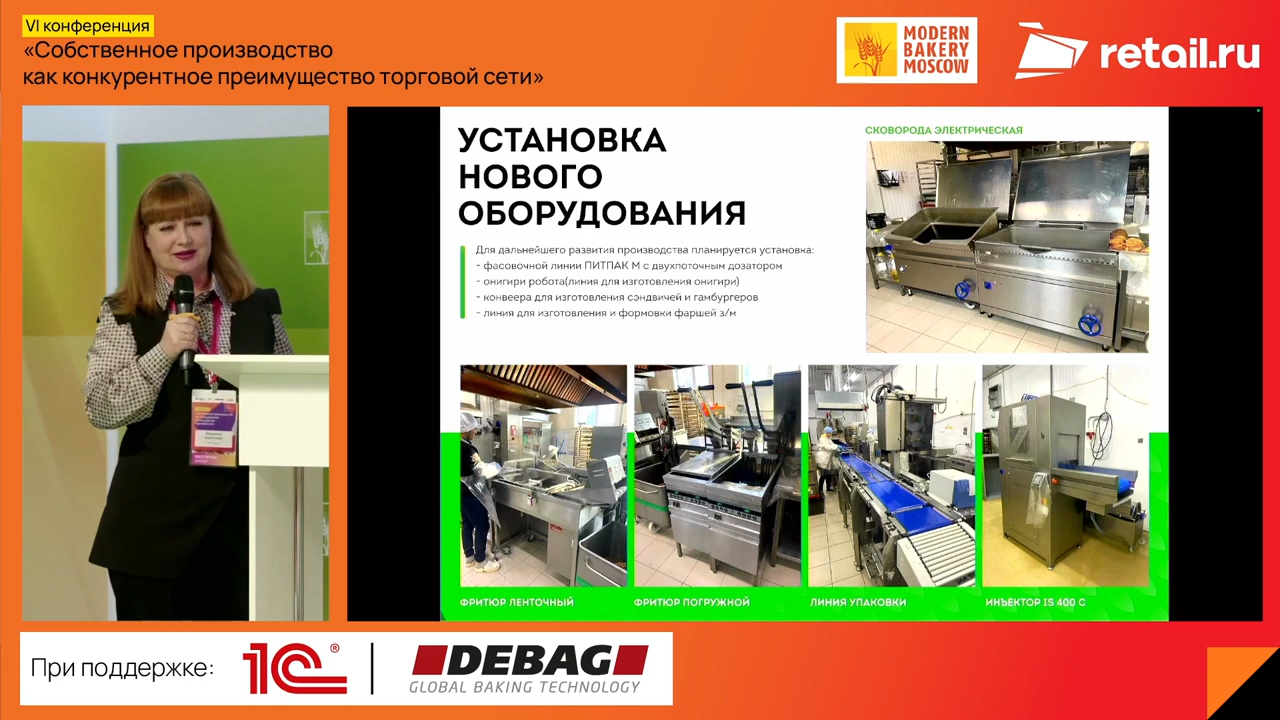 VI конференция
«Собственное производство
как конкурентное преимущество торговой сети»
MODERN
BAKERY
MOSCOW
retail.ru
УСТАНОВКА
НОВОГО
ОБОРУДОВАНИЯ
Для дальнейшего развития производства планируется установка:
- фасовочной линии ПИТПАК М с двухпоточным дозатором
- онигири робота(линия для изготовления онигири)
- конвеера для изготовления сэндвичей и гамбургеров
- линия для изготовления и формовки фаршей з/м
СКОВОРОДА ЭЛЕКТРИЧЕСКАЯ
ФРИТЮР ЛЕНТОЧНЫЙ
ФРИТЮР ПОГРУЖНОЙ
ЛИНИЯ УПАКОВКИ
ИНЪЕКТОР IS 400 C
При поддержке:
1C®
DEBAG
GLOBAL BAKING TECHNOLOGY